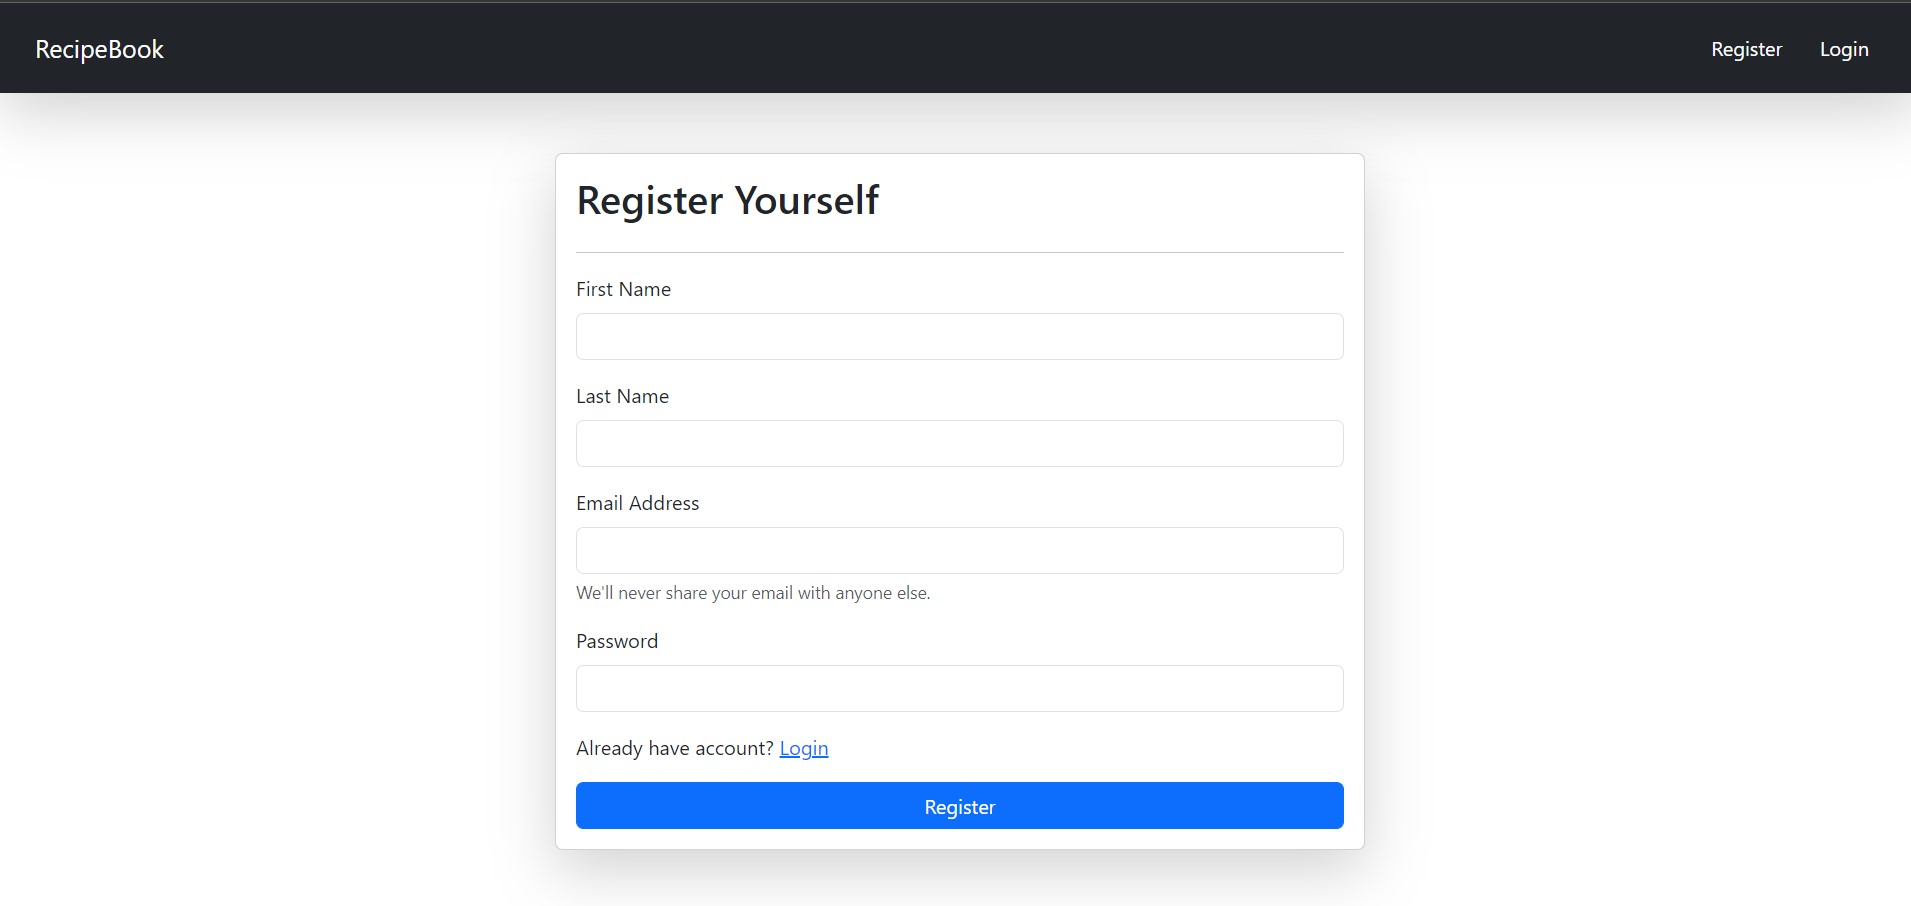 RecipeBook
Register
Login
Register Yourself
First Name
Last Name
Email Address
We'll never share your email with anyone else.
Password
Already have account? Login
Register